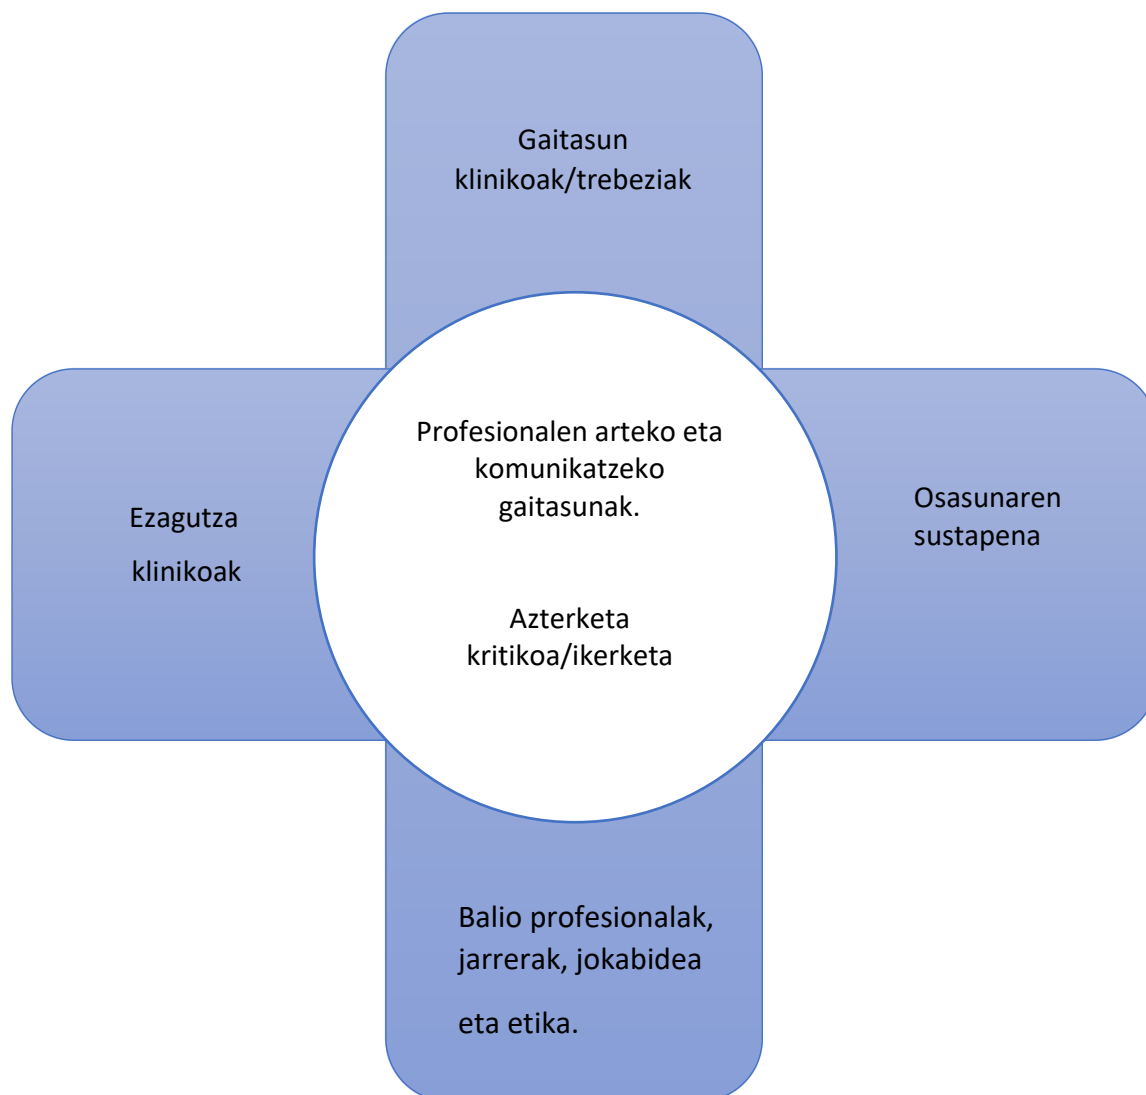 Gaitasun
klinikoak/trebeziak
Profesionalen arteko eta
komunikatzeko
gaitasunak.
Azterketa
kritikoa/ikerketa
Ezagutza
klinikoak
Osasunaren
sustapena
Balio profesionalak,
jarrerak, jokabidea
eta etika.